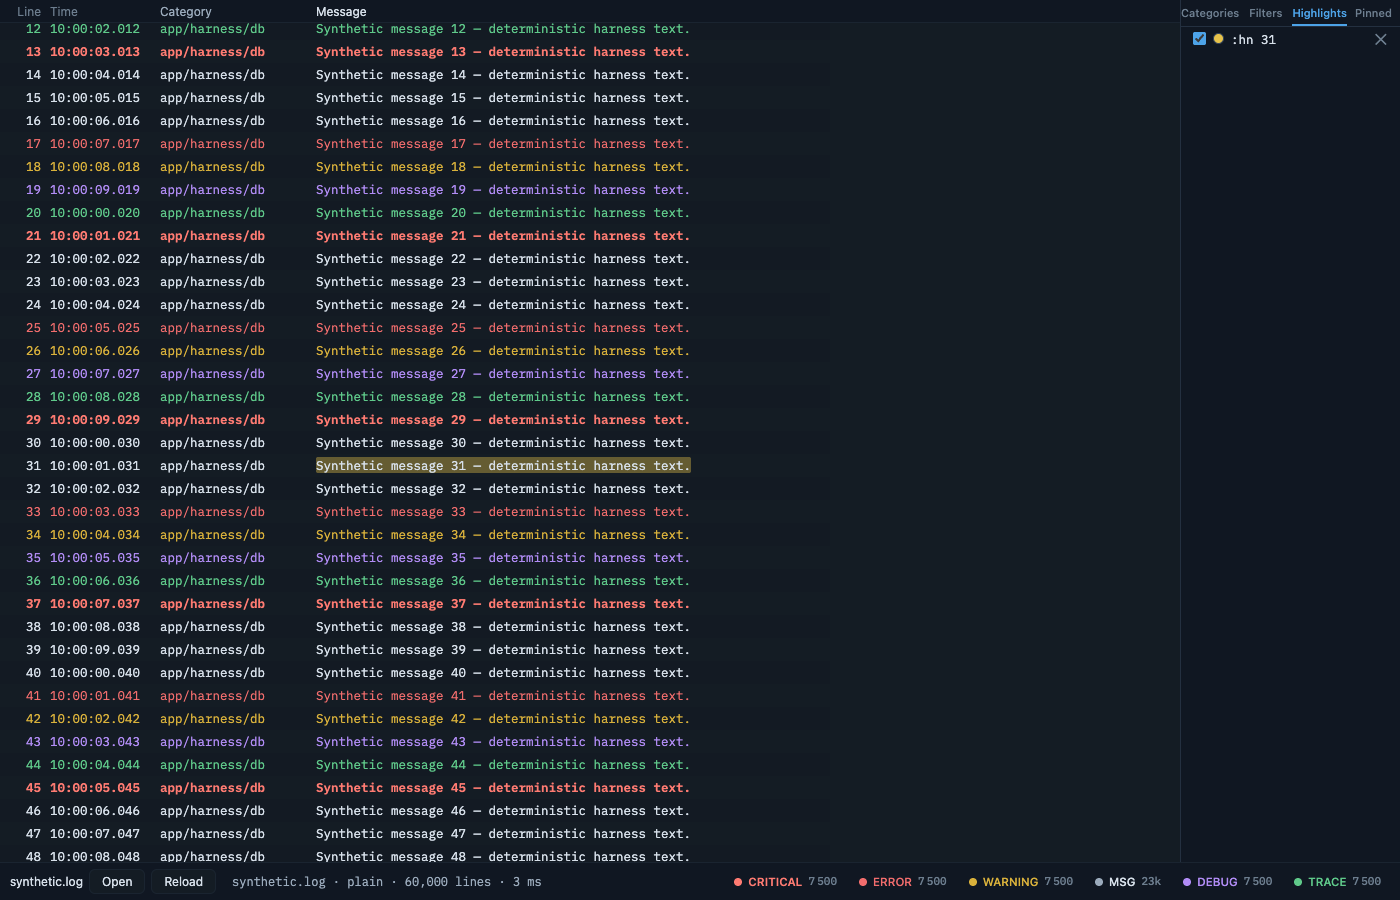 Line Time Category Message
12 10:00:02.012 app/harness/db Synthetic message 12 — deterministic harness text.
13 10:00:03.013 app/harness/db Synthetic message 13 — deterministic harness text.
14 10:00:04.014 app/harness/db Synthetic message 14 — deterministic harness text.
15 10:00:05.015 app/harness/db Synthetic message 15 — deterministic harness text.
16 10:00:06.016 app/harness/db Synthetic message 16 — deterministic harness text.
17 10:00:07.017 app/harness/db Synthetic message 17 — deterministic harness text.
18 10:00:08.018 app/harness/db Synthetic message 18 — deterministic harness text.
19 10:00:09.019 app/harness/db Synthetic message 19 — deterministic harness text.
20 10:00:00.020 app/harness/db Synthetic message 20 — deterministic harness text.
21 10:00:01.021 app/harness/db Synthetic message 21 — deterministic harness text.
22 10:00:02.022 app/harness/db Synthetic message 22 — deterministic harness text.
23 10:00:03.023 app/harness/db Synthetic message 23 — deterministic harness text.
24 10:00:04.024 app/harness/db Synthetic message 24 — deterministic harness text.
25 10:00:05.025 app/harness/db Synthetic message 25 — deterministic harness text.
26 10:00:06.026 app/harness/db Synthetic message 26 — deterministic harness text.
27 10:00:07.027 app/harness/db Synthetic message 27 — deterministic harness text.
28 10:00:08.028 app/harness/db Synthetic message 28 — deterministic harness text.
29 10:00:09.029 app/harness/db Synthetic message 29 — deterministic harness text.
30 10:00:00.030 app/harness/db Synthetic message 30 — deterministic harness text.
31 10:00:01.031 app/harness/db Synthetic message 31 — deterministic harness text.
32 10:00:02.032 app/harness/db Synthetic message 32 — deterministic harness text.
33 10:00:03.033 app/harness/db Synthetic message 33 — deterministic harness text.
34 10:00:04.034 app/harness/db Synthetic message 34 — deterministic harness text.
35 10:00:05.035 app/harness/db Synthetic message 35 — deterministic harness text.
36 10:00:06.036 app/harness/db Synthetic message 36 — deterministic harness text.
37 10:00:07.037 app/harness/db Synthetic message 37 — deterministic harness text.
38 10:00:08.038 app/harness/db Synthetic message 38 — deterministic harness text.
39 10:00:09.039 app/harness/db Synthetic message 39 — deterministic harness text.
40 10:00:00.040 app/harness/db Synthetic message 40 — deterministic harness text.
41 10:00:01.041 app/harness/db Synthetic message 41 — deterministic harness text.
42 10:00:02.042 app/harness/db Synthetic message 42 — deterministic harness text.
43 10:00:03.043 app/harness/db Synthetic message 43 — deterministic harness text.
44 10:00:04.044 app/harness/db Synthetic message 44 — deterministic harness text.
45 10:00:05.045 app/harness/db Synthetic message 45 — deterministic harness text.
46 10:00:06.046 app/harness/db Synthetic message 46 — deterministic harness text.
47 10:00:07.047 app/harness/db Synthetic message 47 — deterministic harness text.
48 10:00:08.048 app/harness/db Synthetic message 48 — deterministic harness text.
Categories Filters Highlights Pinned
:hn 31
synthetic.log Open Reload synthetic.log · plain · 60,000 lines · 3 ms CRITICAL 7 500 ERROR 7 500 WARNING 7 500 MSG 23k DEBUG 7 500 TRACE 7 500